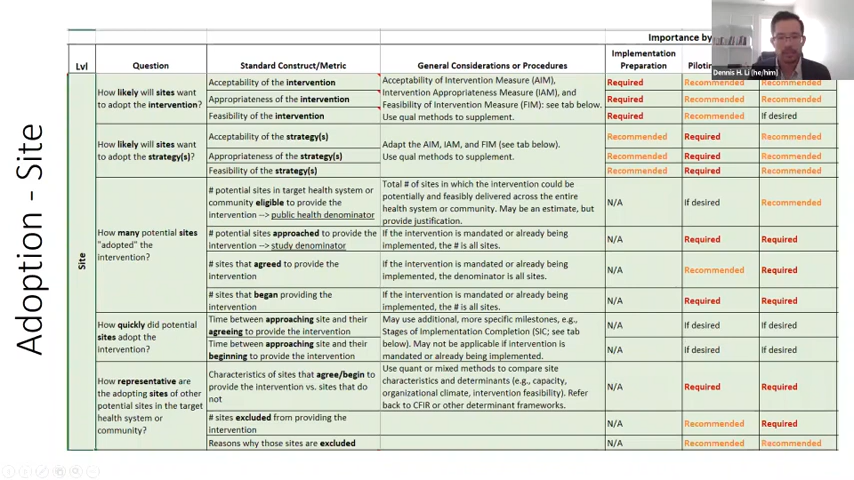 Adoption - Site
Importance by
Dennis H. Li (he/him)
Lvl
Question
Standard Construct/Metric
General Considerations or Procedures
Implementation
Preparation
Site
How likely will sites want
to adopt the intervention?
Acceptability of the intervention
Acceptability of Intervention Measure (AIM),
Intervention Appropriateness Measure (IAM), and
Feasibility of Intervention Measure (FIM): see tab below.
Use qual methods to supplement.
Required
Recommended
Recommended
Appropriateness of the intervention
Required
Recommended
Recommended
Feasibility of the intervention
Required
Recommended
If desired
How likely will sites want
to adopt the strategy(s)?
Acceptability of the strategy(s)
Adapt the AIM, IAM, and FIM (see tab below).
Use qual methods to supplement.
Recommended
Required
Recommended
Appropriateness of the strategy(s)
Recommended
Required
Recommended
Feasibility of the strategy(s)
Recommended
Required
Recommended
How many potential sites
"adopted" the
intervention?
# potential sites in target health system or
community eligible to provide the
intervention --> public health denominator
Total # of sites in which the intervention could be
potentially and feasibly delivered across the entire
health system or community. May be an estimate, but
provide justification.
N/A
If desired
Recommended
# potential sites approached to provide the
intervention --> study denominator
If the intervention is mandated or already being
implemented, the # is all sites.
N/A
Required
Required
# sites that agreed to provide the
intervention
If the intervention is mandated or already being
implemented, the denominator is all sites.
N/A
Recommended
Required
# sites that began providing the
intervention
If the intervention is mandated or already being
implemented, the # is all sites.
N/A
Required
Required
How quickly did potential
sites adopt the
intervention?
Time between approaching site and their
agreeing to provide the intervention
May use additional, more specific milestones, e.g.,
Stages of Implementation Completion (SIC; see tab
below). May not be applicable if intervention is
mandated or already being implemented.
N/A
If desired
If desired
Time between approaching site and their
beginning to provide the intervention
N/A
If desired
If desired
How representative are
the adopting sites of other
potential sites in the target
health system or
community?
Characteristics of sites that agree/begin to
provide the intervention vs. sites that do
not
Use quant or mixed methods to compare site
characteristics and determinants (e.g., capacity,
organizational climate, intervention feasibility). Refer
back to CFIR or other determinant frameworks.
N/A
Required
Required
# sites excluded from providing the
intervention
N/A
Recommended
Required
Reasons why those sites are excluded
N/A
Recommended
Recommended